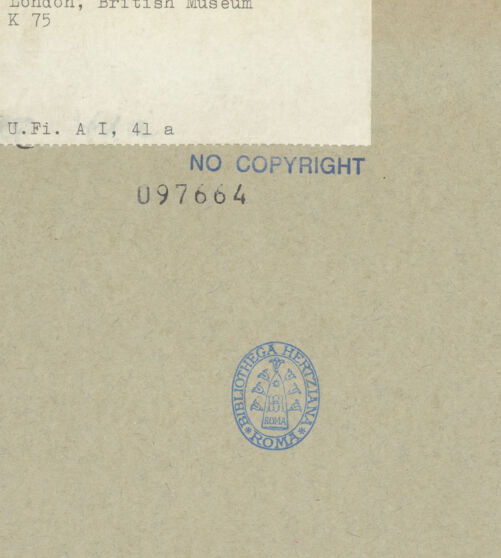 London, British Museum
K 75
U.Fi. A I, 41 a
NO COPYRIGHT
097664
BIBLIOTHECA HERTZIANA
ROMA
*ROMA*